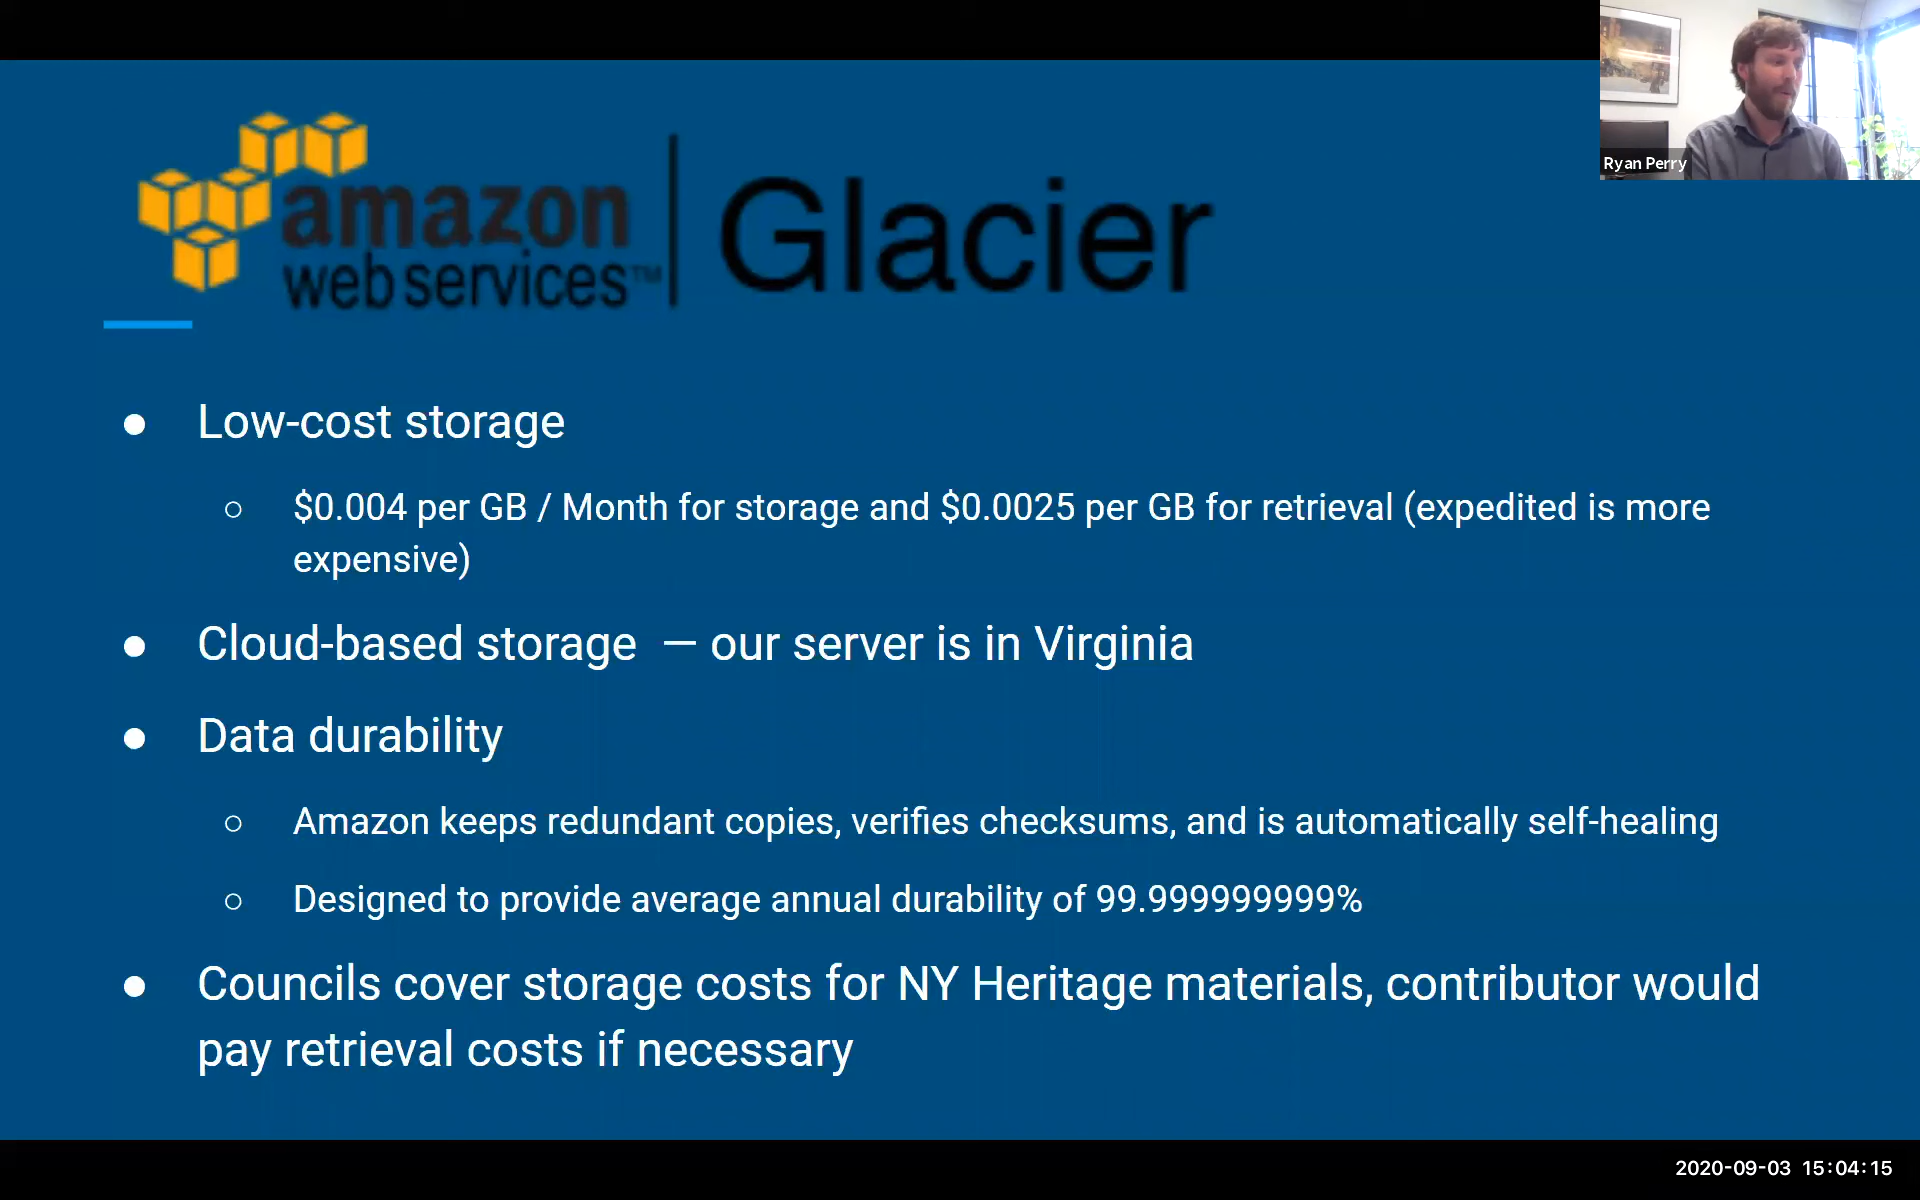 Ryan Perry
amazon
webservices™
Glacier
● Low-cost storage
○ $0.004 per GB / Month for storage and $0.0025 per GB for retrieval (expedited is more
expensive)
● Cloud-based storage — our server is in Virginia
● Data durability
○ Amazon keeps redundant copies, verifies checksums, and is automatically self-healing
○ Designed to provide average annual durability of 99.999999999%
● Councils cover storage costs for NY Heritage materials, contributor would
pay retrieval costs if necessary
2020-09-03 15:04:15